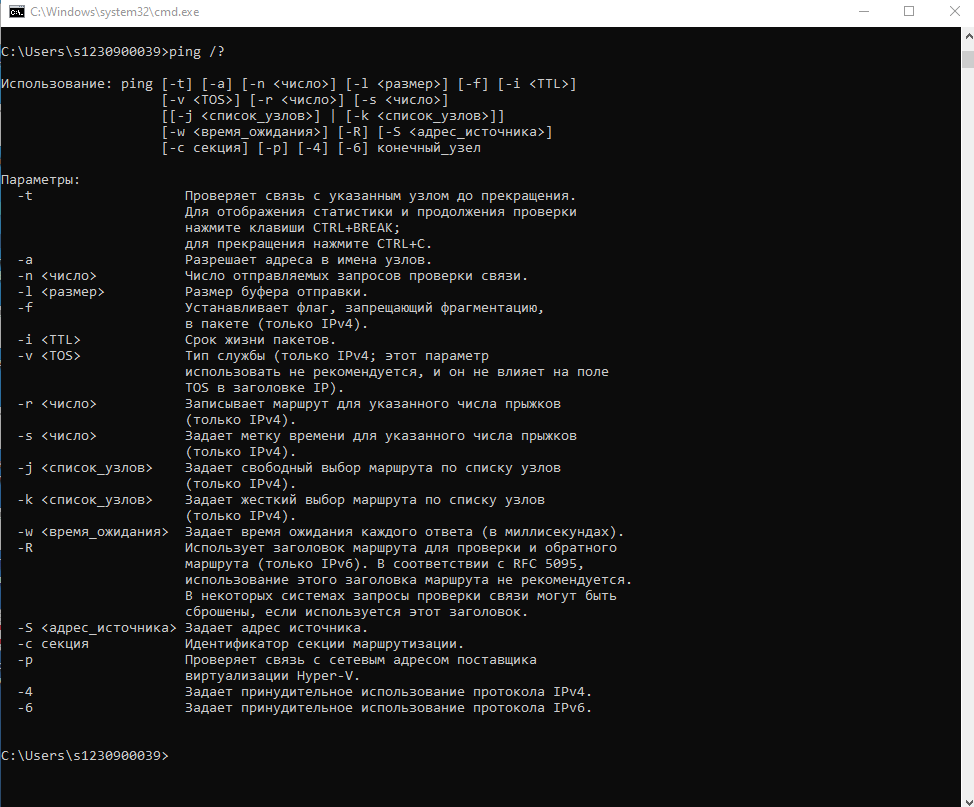 C:\Windows\system32\cmd.exe
C:\Users\s1230900039>ping /?
Использование: ping [-t] [-a] [-n <число>] [-l <размер>] [-f] [-i <TTL>]
[-v <TOS>] [-r <число>] [-s <число>]
[[-j <список_узлов>] | [-k <список_узлов>]]
[-w <время_ожидания>] [-R] [-S <адрес_источника>]
[-c секция] [-p] [-4] [-6] конечный_узел
Параметры:
-t Проверяет связь с указанным узлом до прекращения.
Для отображения статистики и продолжения проверки
нажмите клавиши CTRL+BREAK;
для прекращения нажмите CTRL+C.
-a Разрешает адреса в имена узлов.
-n <число> Число отправляемых запросов проверки связи.
-l <размер> Размер буфера отправки.
-f Устанавливает флаг, запрещающий фрагментацию,
в пакете (только IPv4).
-i <TTL> Срок жизни пакетов.
-v <TOS> Тип службы (только IPv4; этот параметр
использовать не рекомендуется, и он не влияет на поле
TOS в заголовке IP).
-r <число> Записывает маршрут для указанного числа прыжков
(только IPv4).
-s <число> Задает метку времени для указанного числа прыжков
(только IPv4).
-j <список_узлов> Задает свободный выбор маршрута по списку узлов
(только IPv4).
-k <список_узлов> Задает жесткий выбор маршрута по списку узлов
(только IPv4).
-w <время_ожидания> Задает время ожидания каждого ответа (в миллисекундах).
-R Использует заголовок маршрута для проверки и обратного
маршрута (только IPv6). В соответствии с RFC 5095,
использование этого заголовка маршрута не рекомендуется.
В некоторых системах запросы проверки связи могут быть
сброшены, если используется этот заголовок.
-S <адрес_источника> Задает адрес источника.
-c секция Идентификатор секции маршрутизации.
-p Проверяет связь с сетевым адресом поставщика
виртуализации Hyper-V.
-4 Задает принудительное использование протокола IPv4.
-6 Задает принудительное использование протокола IPv6.
C:\Users\s1230900039>